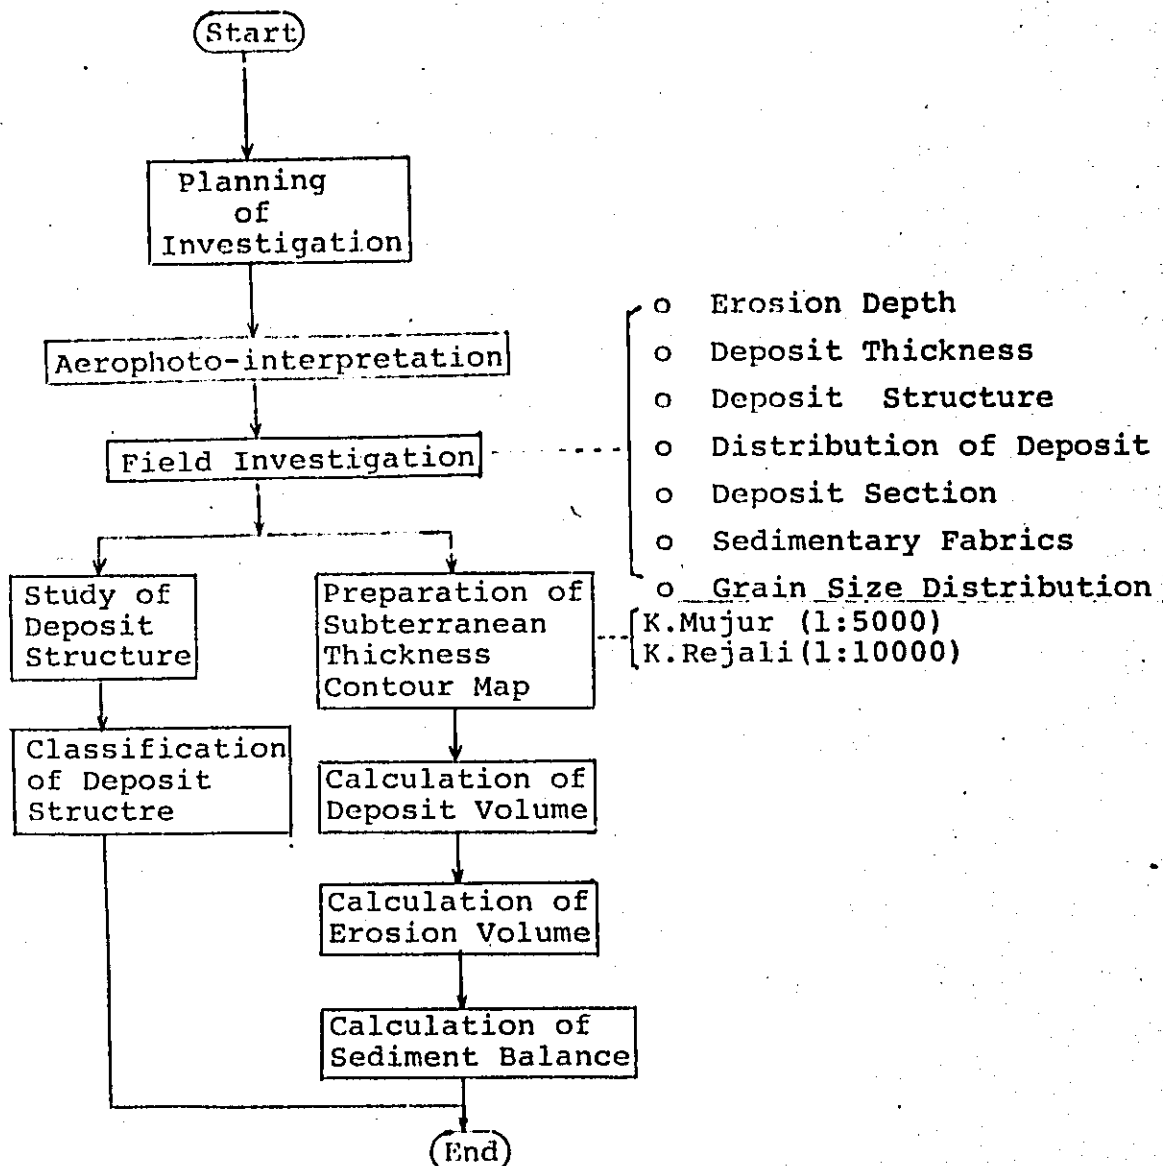 Start
Planning
of
Investigation
Aerophoto-interpretation
Field Investigation
o Erosion Depth
o Deposit Thickness
o Deposit Structure
o Distribution of Deposit
o Deposit Section
o Sedimentary Fabrics
o Grain Size Distribution
Study of
Deposit
Structure
Preparation of
Subterranean
Thickness
Contour Map
K.Mujur (1:5000)
K.Rejali(1:10000)
Classification
of Deposit
Structre
Calculation of
Deposit Volume
Calculation of
Erosion Volume
Calculation of
Sediment Balance
End